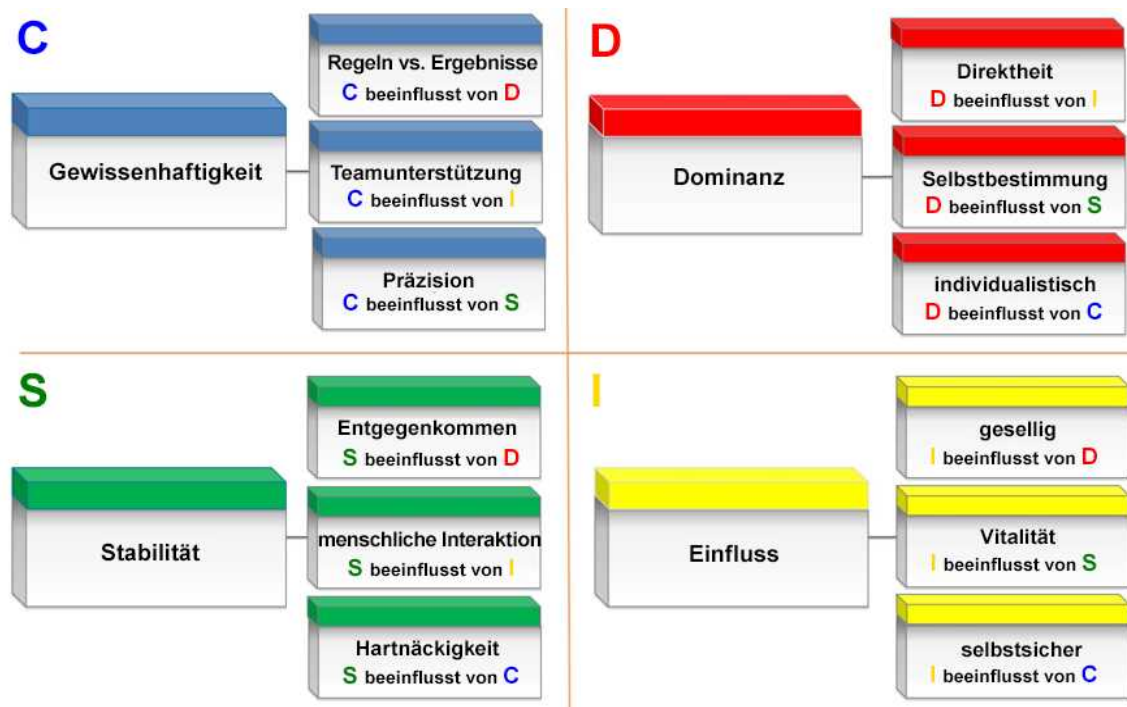 C
Gewissenhaftigkeit
Regeln vs. Ergebnisse
C beeinflusst von D
Teamunterstützung
C beeinflusst von I
Präzision
C beeinflusst von S
D
Dominanz
Direktheit
D beeinflusst von I
Selbstbestimmung
D beeinflusst von S
individualistisch
D beeinflusst von C
S
Stabilität
Entgegenkommen
S beeinflusst von D
menschliche Interaktion
S beeinflusst von I
Hartnäckigkeit
S beeinflusst von C
I
Einfluss
gesellig
I beeinflusst von D
Vitalität
I beeinflusst von S
selbstsicher
I beeinflusst von C